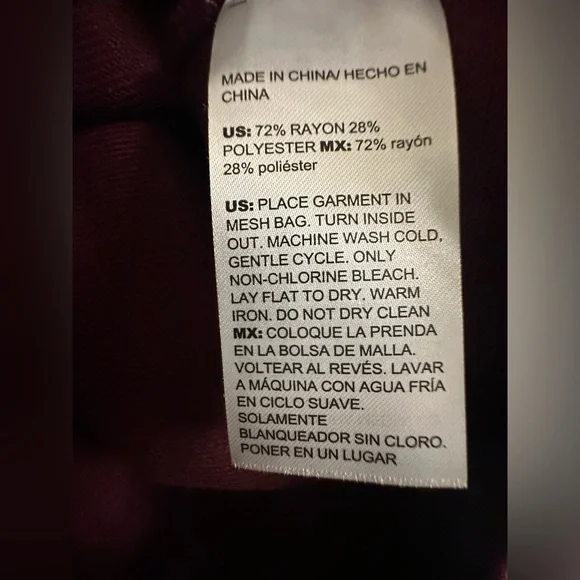 MADE IN CHINA/ HECHO EN
CHINA
US: 72% RAYON 28%
POLYESTER MX: 72% rayón
28% poliéster
US: PLACE GARMENT IN
MESH BAG. TURN INSIDE
OUT. MACHINE WASH COLD,
GENTLE CYCLE. ONLY
NON-CHLORINE BLEACH.
LAY FLAT TO DRY. WARM
IRON. DO NOT DRY CLEAN
MX: COLOQUE LA PRENDA
EN LA BOLSA DE MALLA.
VOLTEAR AL REVÉS. LAVAR
A MÁQUINA CON AGUA FRÍA
EN CICLO SUAVE.
SOLAMENTE
BLANQUEADOR SIN CLORO.
PONER EN UN LUGAR